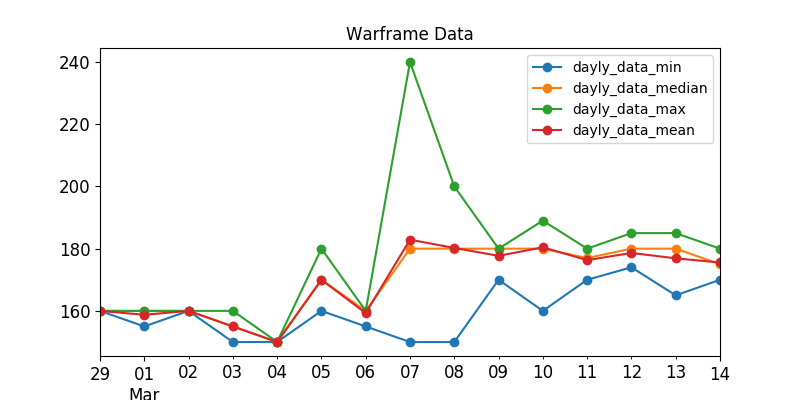 Warframe Data
dayly_data_min
dayly_data_median
dayly_data_max
dayly_data_mean
240
220
200
180
160
29 01 02 03 04 05 06 07 08 09 10 11 12 13 14
Mar